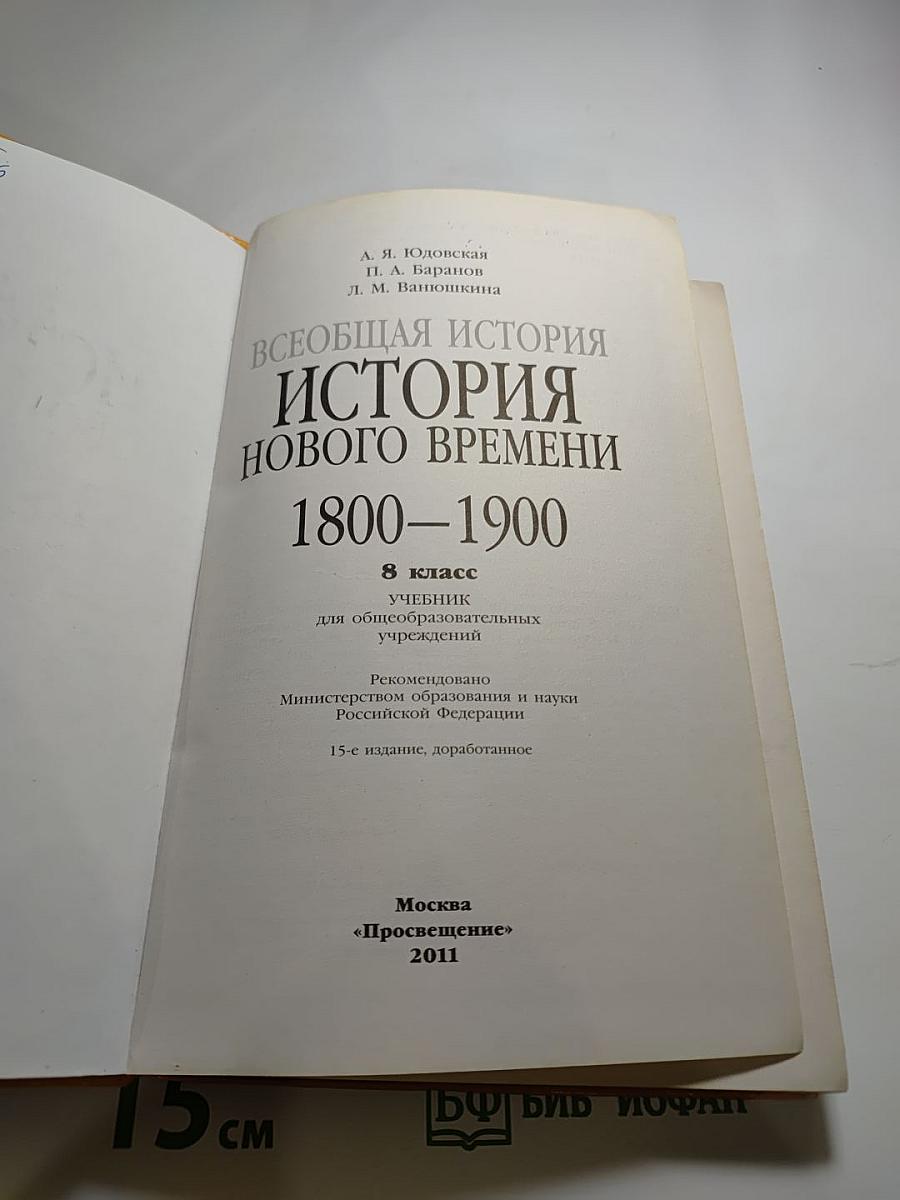 А. Я. Юдовская
П. А. Баранов
Л. М. Ванюшкина
ВСЕОБЩАЯ ИСТОРИЯ
ИСТОРИЯ
НОВОГО ВРЕМЕНИ
1800—1900
8 класс
УЧЕБНИК
для общеобразовательных
учреждений
Рекомендовано
Министерством образования и науки
Российской Федерации
15-е издание, доработанное
Москва
«Просвещение»
2011
15 см
БФ